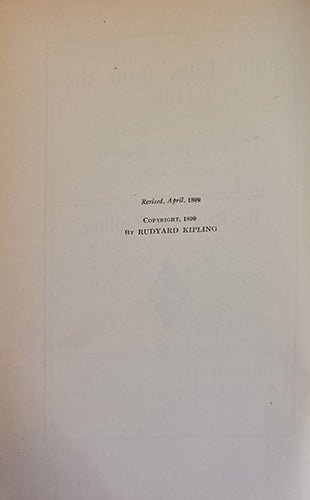 Revised, April, 1899
COPYRIGHT, 1899
BY RUDYARD KIPLING